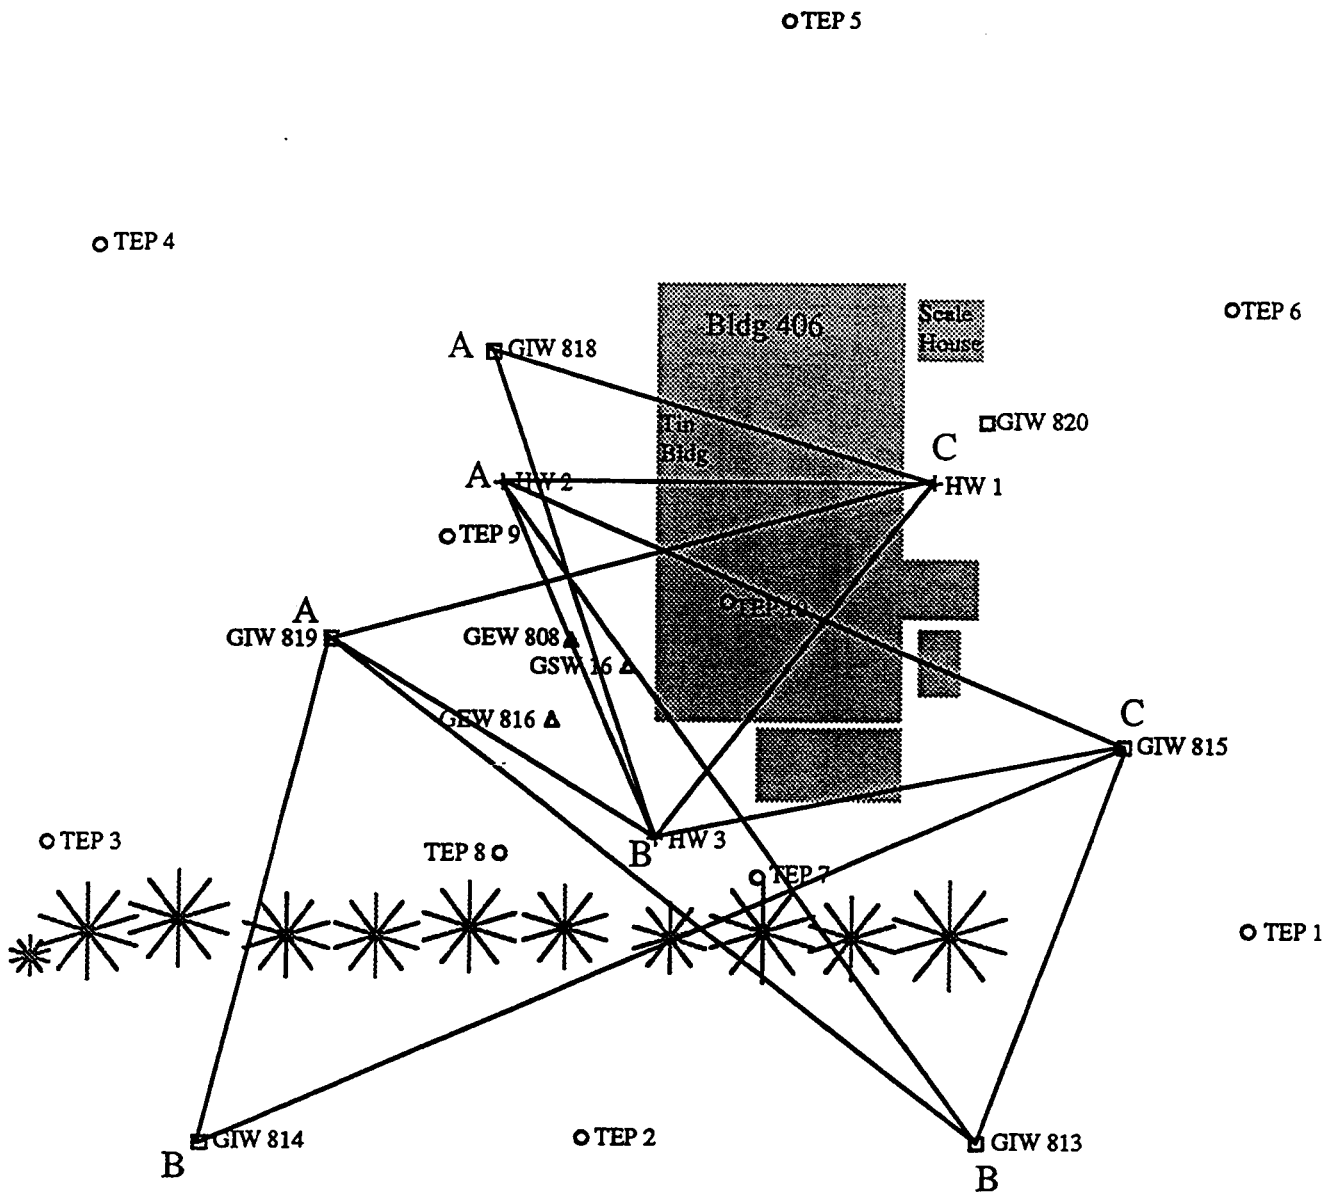 TEP 5
TEP 4
TEP 6
Bldg 406
Scale
House
A
GIW 818
GIW 820
Tin
Bldg
C
A
HW 2
HW 1
TEP 9
A
GIW 819
GEW 808
GSW 16
GEW 816
C
GIW 815
TEP 3
TEP 8
B
HW 3
TEP 7
TEP 1
GIW 814
B
TEP 2
GIW 813
B